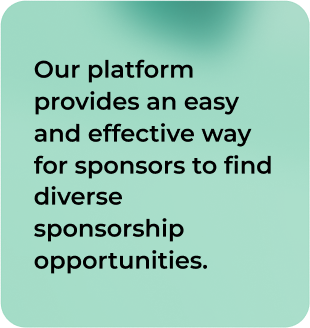 Our platform
provides an easy
and effective way
for sponsors to find
diverse
sponsorship
opportunities.